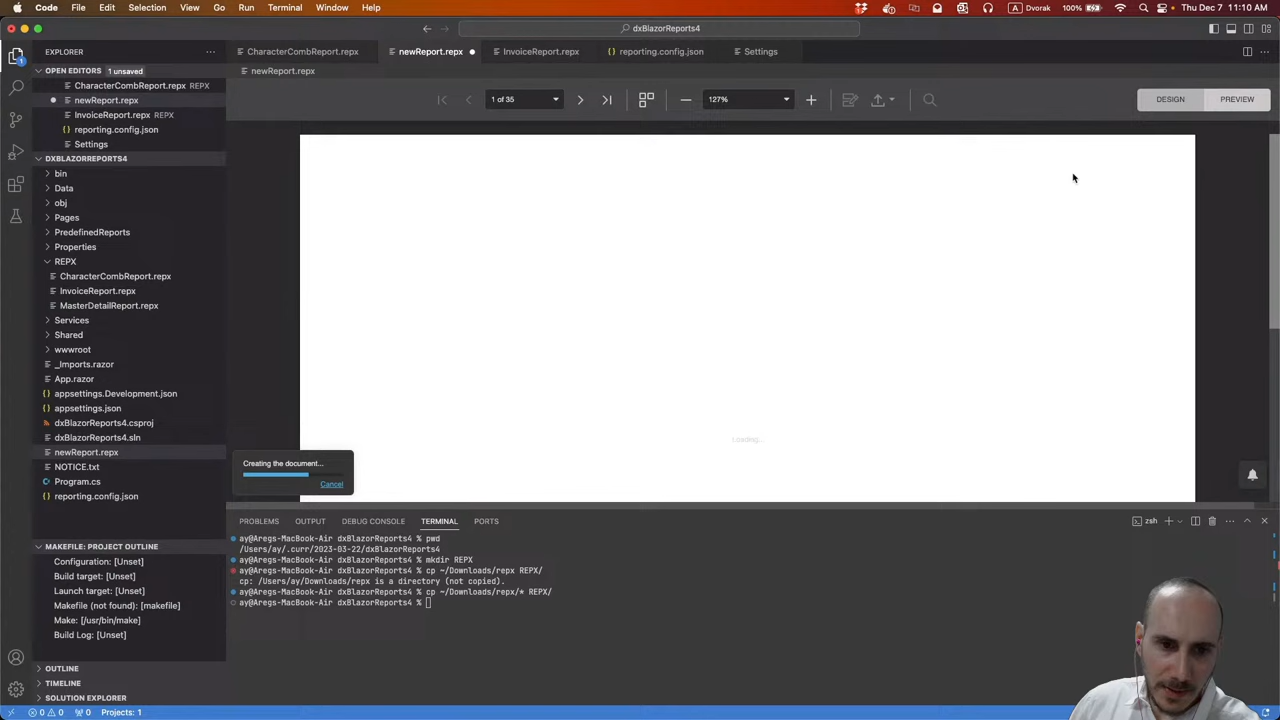 Code File Edit Selection View Go Run Terminal Window Help
Dvorak 100% Thu Dec 7 11:10 AM
dxBlazorReports4
EXPLORER
OPEN EDITORS 1 unsaved
CharacterCombReport.repx REPX
newReport.repx
InvoiceReport.repx REPX
reporting.config.json
Settings
DXBLAZORREPORTS4
bin
Data
obj
Pages
PredefinedReports
Properties
REPX
CharacterCombReport.repx
InvoiceReport.repx
MasterDetailReport.repx
Services
Shared
wwwroot
_Imports.razor
App.razor
appsettings.Development.json
appsettings.json
dxBlazorReports4.csproj
dxBlazorReports4.sln
newReport.repx
NOTICE.txt
Program.cs
reporting.config.json
MAKEFILE: PROJECT OUTLINE
Configuration: [Unset]
Build target: [Unset]
Launch target: [Unset]
Makefile (not found): [makefile]
Make: [/usr/bin/make]
Build Log: [Unset]
OUTLINE
TIMELINE
SOLUTION EXPLORER
CharacterCombReport.repx newReport.repx InvoiceReport.repx reporting.config.json Settings
newReport.repx
1 of 35 127% DESIGN PREVIEW
Loading...
Creating the document...
Cancel
PROBLEMS OUTPUT DEBUG CONSOLE TERMINAL PORTS zsh
ay@Aregs-MacBook-Air dxBlazorReports4 % pwd
/Users/ay/.curr/2023-03-22/dxBlazorReports4
ay@Aregs-MacBook-Air dxBlazorReports4 % mkdir REPX
ay@Aregs-MacBook-Air dxBlazorReports4 % cp ~/Downloads/repx REPX/
cp: /Users/ay/Downloads/repx is a directory (not copied).
ay@Aregs-MacBook-Air dxBlazorReports4 % cp ~/Downloads/repx/* REPX/
ay@Aregs-MacBook-Air dxBlazorReports4 %
0 0 0 Projects: 1